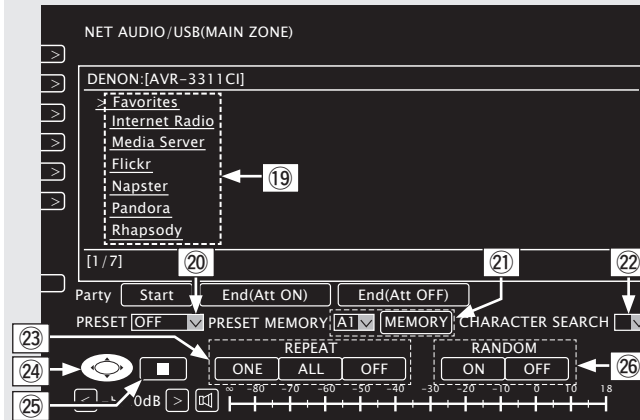 NET AUDIO/USB(MAIN ZONE)
>
>
DENON:[AVR-3311CI]
> Favorites
>
Internet Radio
>
Media Server
>
Flickr
⑲
Napster
>
Pandora
Rhapsody
[1/7]
⑳
㉑
㉒
Party Start End(Att ON) End(Att OFF)
PRESET OFF PRESET MEMORY A1 MEMORY CHARACTER SEARCH
㉓
REPEAT RANDOM
㉔
ONE ALL OFF ON OFF
㉖
∞ -80 -70 -60 -50 -40 -30 -20 -10 0 10 18
㉕
< 0dB >